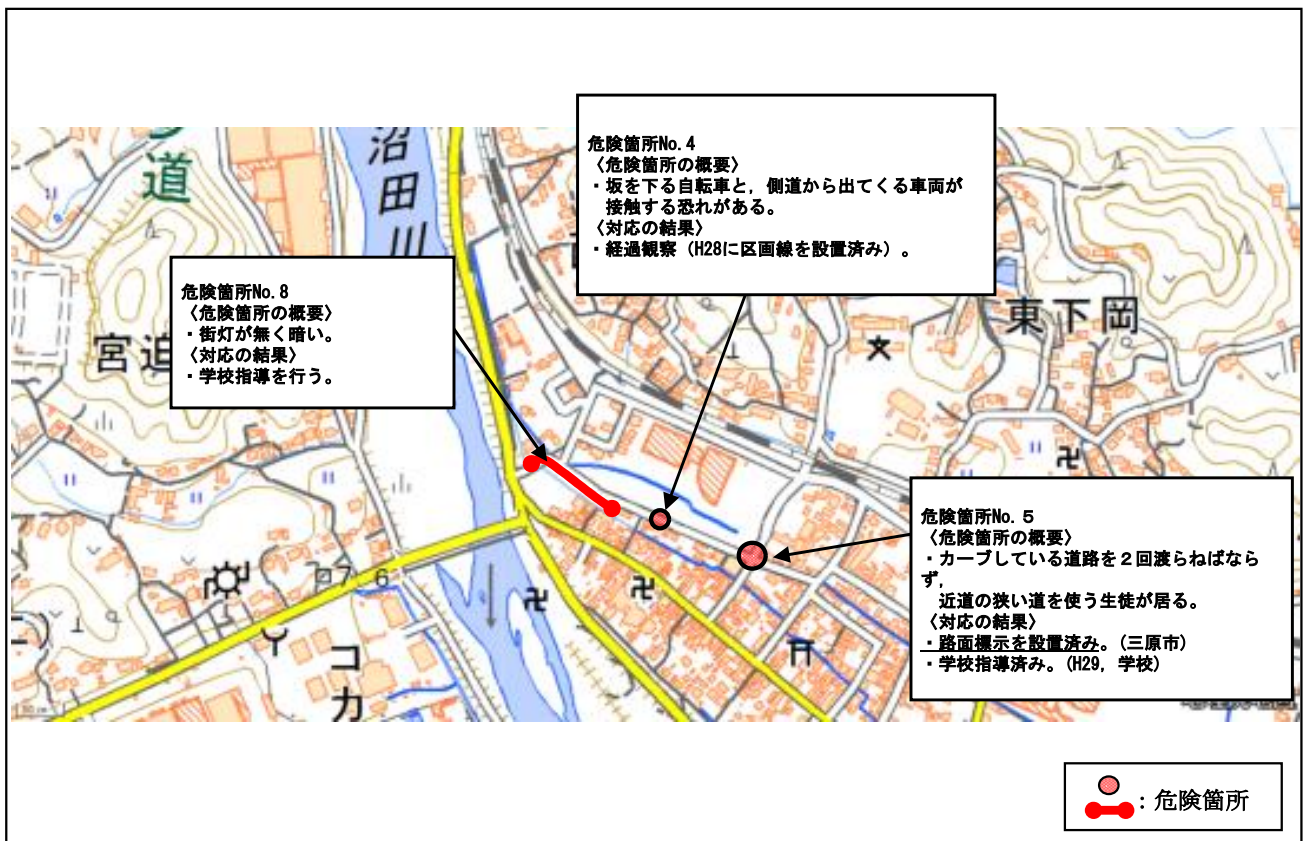 危険箇所No.4
〈危険箇所の概要〉
・坂を下る自転車と，側道から出てくる車両が
接触する恐れがある。
〈対応の結果〉
・経過観察（H28に区画線を設置済み）。
道
沼田川
危険箇所No.8
〈危険箇所の概要〉
・街灯が無く暗い。
〈対応の結果〉
・学校指導を行う。
宮迫
東下岡
危険箇所No.5
〈危険箇所の概要〉
・カーブしている道路を２回渡らねばなら
ず，
近道の狭い道を使う生徒が居る。
〈対応の結果〉
・路面標示を設置済み。（三原市）
・学校指導済み。（H29，学校）
7.6
コカ
：危険箇所